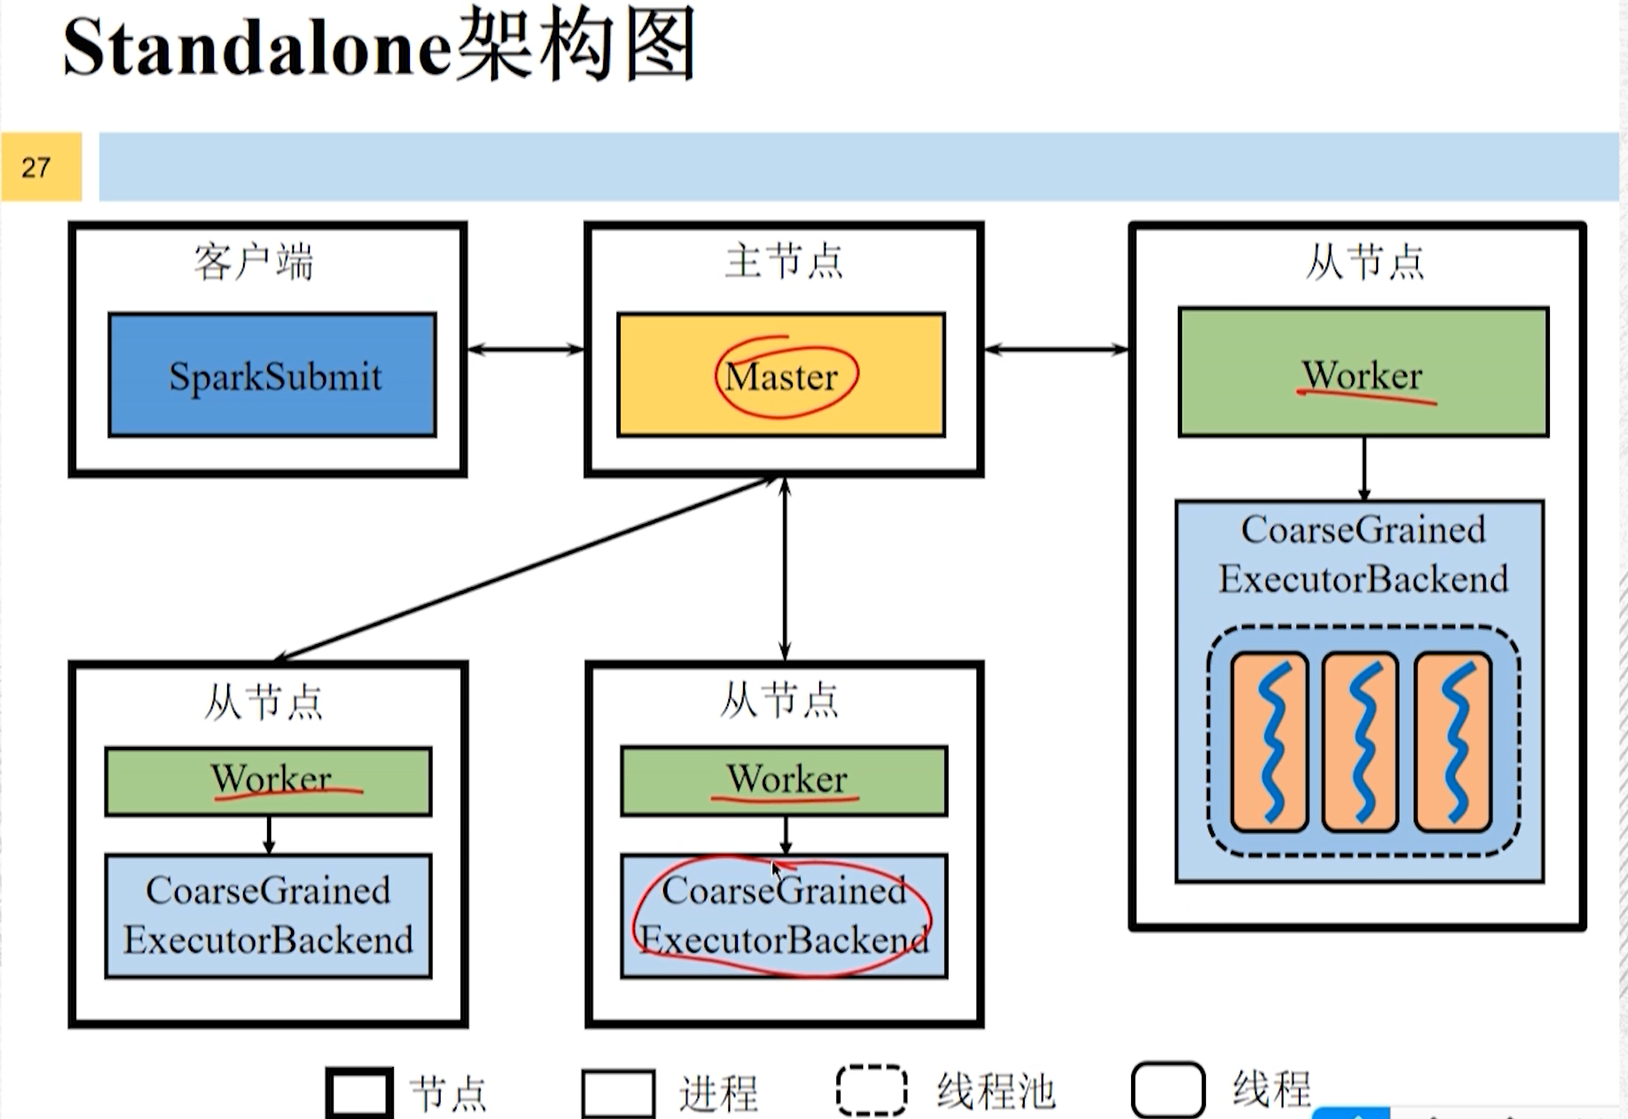 Standalone架构图
27
客户端
SparkSubmit
主节点
Master
从节点
Worker
CoarseGrained
ExecutorBackend
从节点
Worker
CoarseGrained
ExecutorBackend
从节点
Worker
CoarseGrained
ExecutorBackend
节点
进程
线程池
线程